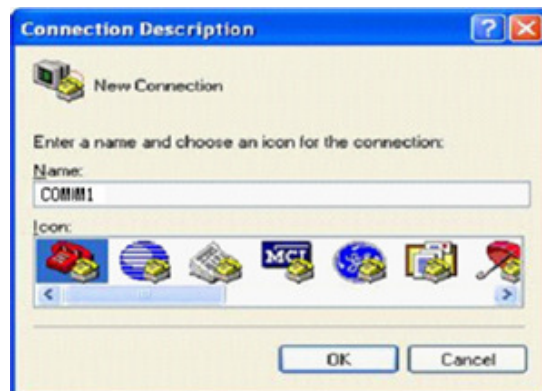 Connection Description
New Connection
Enter a name and choose an icon for the connection:
Name:
COMM1
Icon:
MCI
OK
Cancel